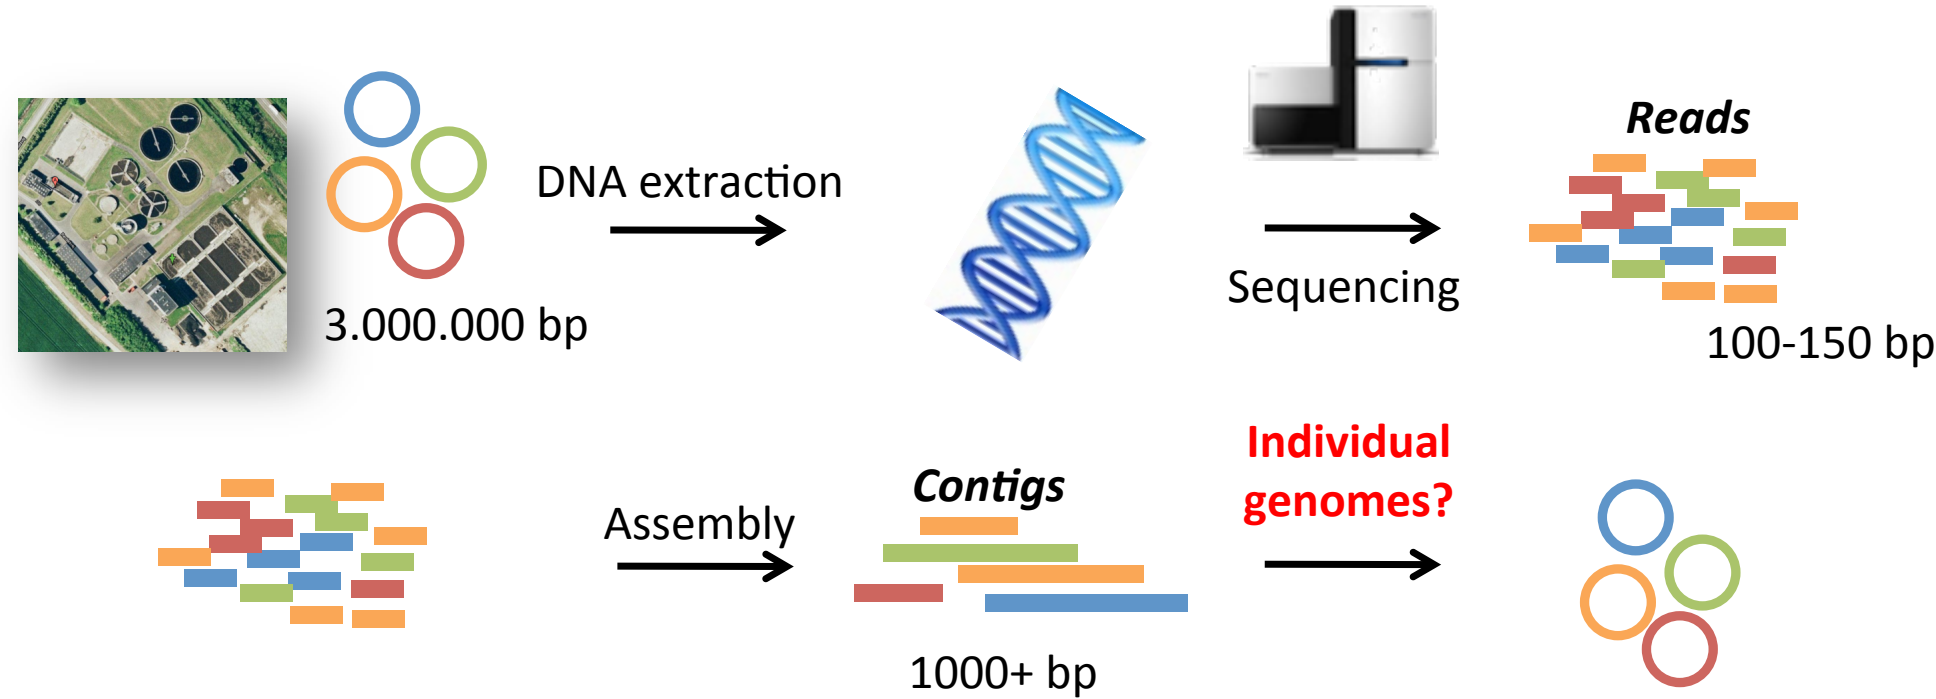 DNA extraction
3.000.000 bp
Sequencing
Reads
100-150 bp
Assembly
Contigs
1000+ bp
Individual
genomes?